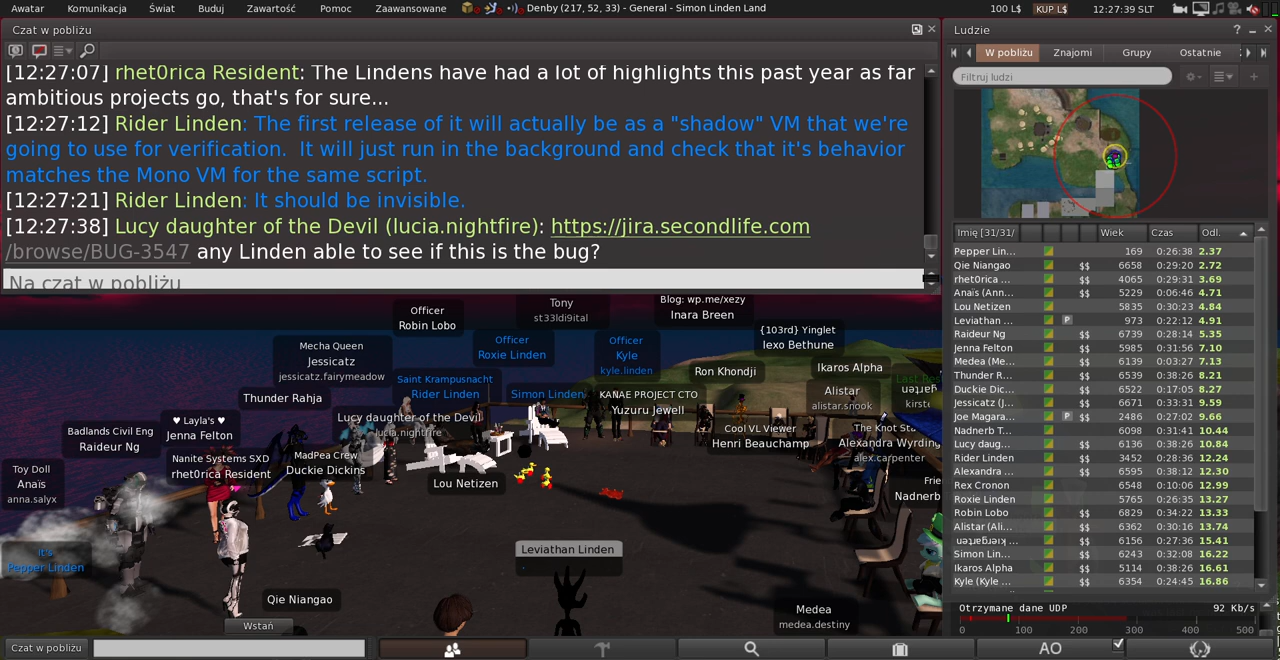 Awatar Komunikacja Świat Buduj Zawartość Pomoc Zaawansowane Denby (217, 52, 33) - General - Simon Linden Land 100 L$ KUP L$ 12:27:39 SLT
Czat w pobliżu
[12:27:07] rhet0rica Resident: The Lindens have had a lot of highlights this past year as far
ambitious projects go, that's for sure...
[12:27:12] Rider Linden: The first release of it will actually be as a "shadow" VM that we're
going to use for verification. It will just run in the background and check that it's behavior
matches the Mono VM for the same script.
[12:27:21] Rider Linden: It should be invisible.
[12:27:38] Lucy daughter of the Devil (lucia.nightfire): https://jira.secondlife.com
/browse/BUG-3547 any Linden able to see if this is the bug?
Na czat w pobliżu
Officer
Robin Lobo
Tony
st33ldi9ital
Blog: wp.me/xezy
Inara Breen
{103rd} Yinglet
Iexo Bethune
Mecha Queen
Jessicatz
jessicatz.fairymeadow
Officer
Roxie Linden
Officer
Kyle
kyle.linden
Ron Khondji
Ikaros Alpha
Saint Krampusnacht
Rider Linden
Simon Linden
KANAE PROJECT CTO
Yuzuru Jewell
Alistar
alistar.snook
Thunder Rahja
Lucy daughter of the Devil
lucia.nightfire
♥ Layla's ♥
Jenna Felton
Badlands Civil Eng
Raideur Ng
Cool VL Viewer
Henri Beauchamp
The Knot Sta
Alexandra Wyrding
alex.carpenter
Nanite Systems SXD
rhet0rica Resident
MadPea Crew
Duckie Dickins
Toy Doll
Anaïs
anna.salyx
Lou Netizen
Frie
Nadnerb
It's
Pepper Linden
Leviathan Linden
Qie Niangao
Medea
medea.destiny
Wstań
Czat w pobliżu
AO
Ludzie
W pobliżu Znajomi Grupy Ostatnie
Filtruj ludzi
Imię [31/31/ Wiek Czas Odl.
Pepper Lin... 169 0:26:38 2.37
Qie Niangao $$ 6658 0:29:20 2.72
rhet0rica ... $$ 4065 0:29:31 3.69
Anaïs (Ann... $$ 5229 0:06:46 4.71
Lou Netizen 5835 0:30:23 4.84
Leviathan ... P 973 0:22:12 4.91
Raideur Ng $$ 6739 0:28:14 5.35
Jenna Felton $$ 5985 0:31:56 7.10
Medea (Me... $$ 6139 0:03:27 7.13
Thunder R... $$ 6539 0:38:26 8.21
Duckie Dic... $$ 6522 0:17:05 8.27
Jessicatz (J... $$ 6671 0:33:31 9.59
Joe Magara... P $$ 2486 0:27:02 9.66
Nadnerb T... 6098 0:31:41 10.44
Lucy daug... $$ 6136 0:38:26 10.84
Rider Linden $$ 3452 0:28:36 12.24
Alexandra ... $$ 6595 0:38:12 12.30
Rex Cronon 6548 0:10:06 12.99
Roxie Linden 5765 0:26:35 13.27
Robin Lobo $$ 6829 0:34:22 13.33
Alistar (Ali... $$ 6362 0:30:16 13.74
$$ 6156 0:27:36 15.41
Simon Lin... $$ 6243 0:32:08 16.22
Ikaros Alpha $$ 5114 0:38:26 16.61
Kyle (Kyle ... $$ 6354 0:24:45 16.86
Otrzymane dane UDP 92 Kb/s
0 100 200 300 400 500